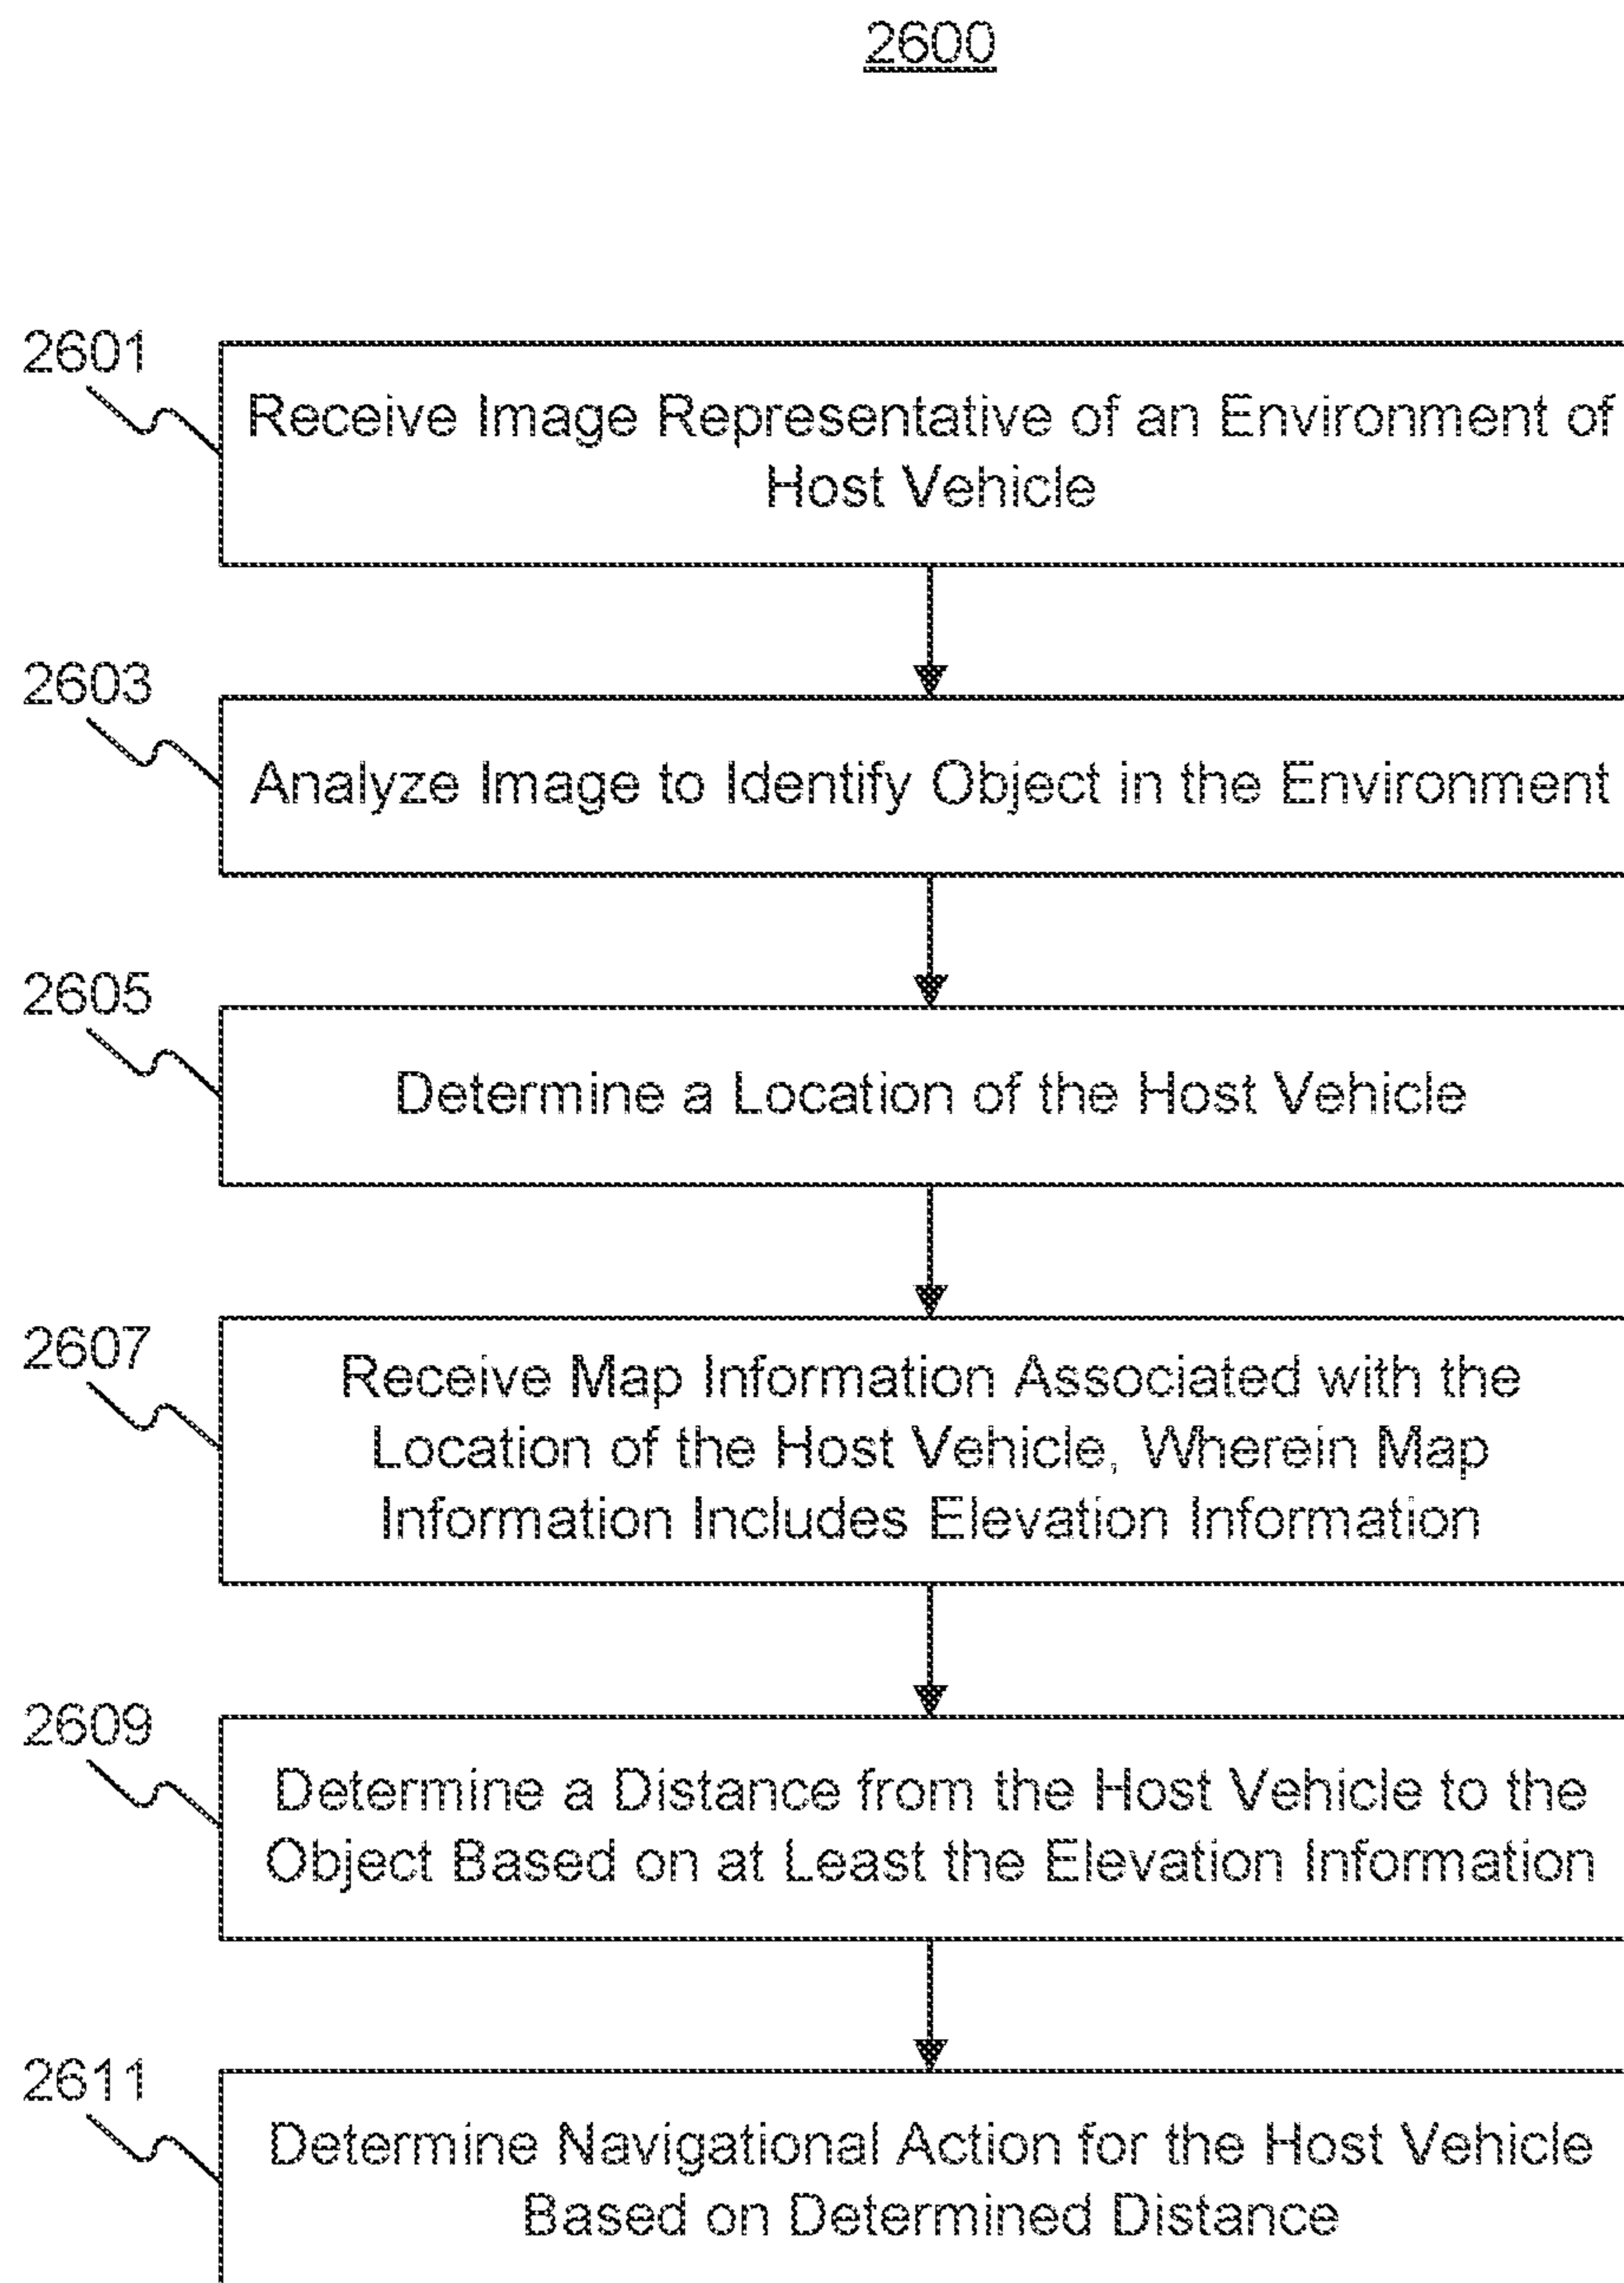 2600
2601
Receive Image Representative of an Environment of
Host Vehicle
2603
Analyze Image to Identify Object in the Environment
2605
Determine a Location of the Host Vehicle
2607
Receive Map Information Associated with the
Location of the Host Vehicle, Wherein Map
Information Includes Elevation Information
2609
Determine a Distance from the Host Vehicle to the
Object Based on at Least the Elevation Information
2611
Determine Navigational Action for the Host Vehicle
Based on Determined Distance